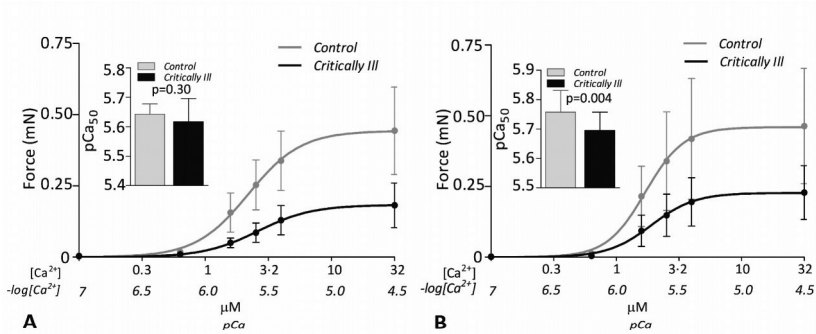 0.75
0.50
0.25
0
Force (mN)
Control
Critically Ill
5.8
5.7
5.6
5.5
5.4
pCa50
Control
Critically Ill
p=0.30
[Ca2+]
0.3
1
3·2
10
32
-log[Ca2+]
7
6.5
6.0
5.5
5.0
4.5
μM
pCa
A
0.75
0.50
0.25
0
Force (mN)
Control
Critically Ill
5.9
5.8
5.7
5.6
5.5
pCa50
Control
Critically Ill
p=0.004
[Ca2+]
0.3
1
3·2
10
32
-log[Ca2+]
7
6.5
6.0
5.5
5.0
4.5
μM
pCa
B